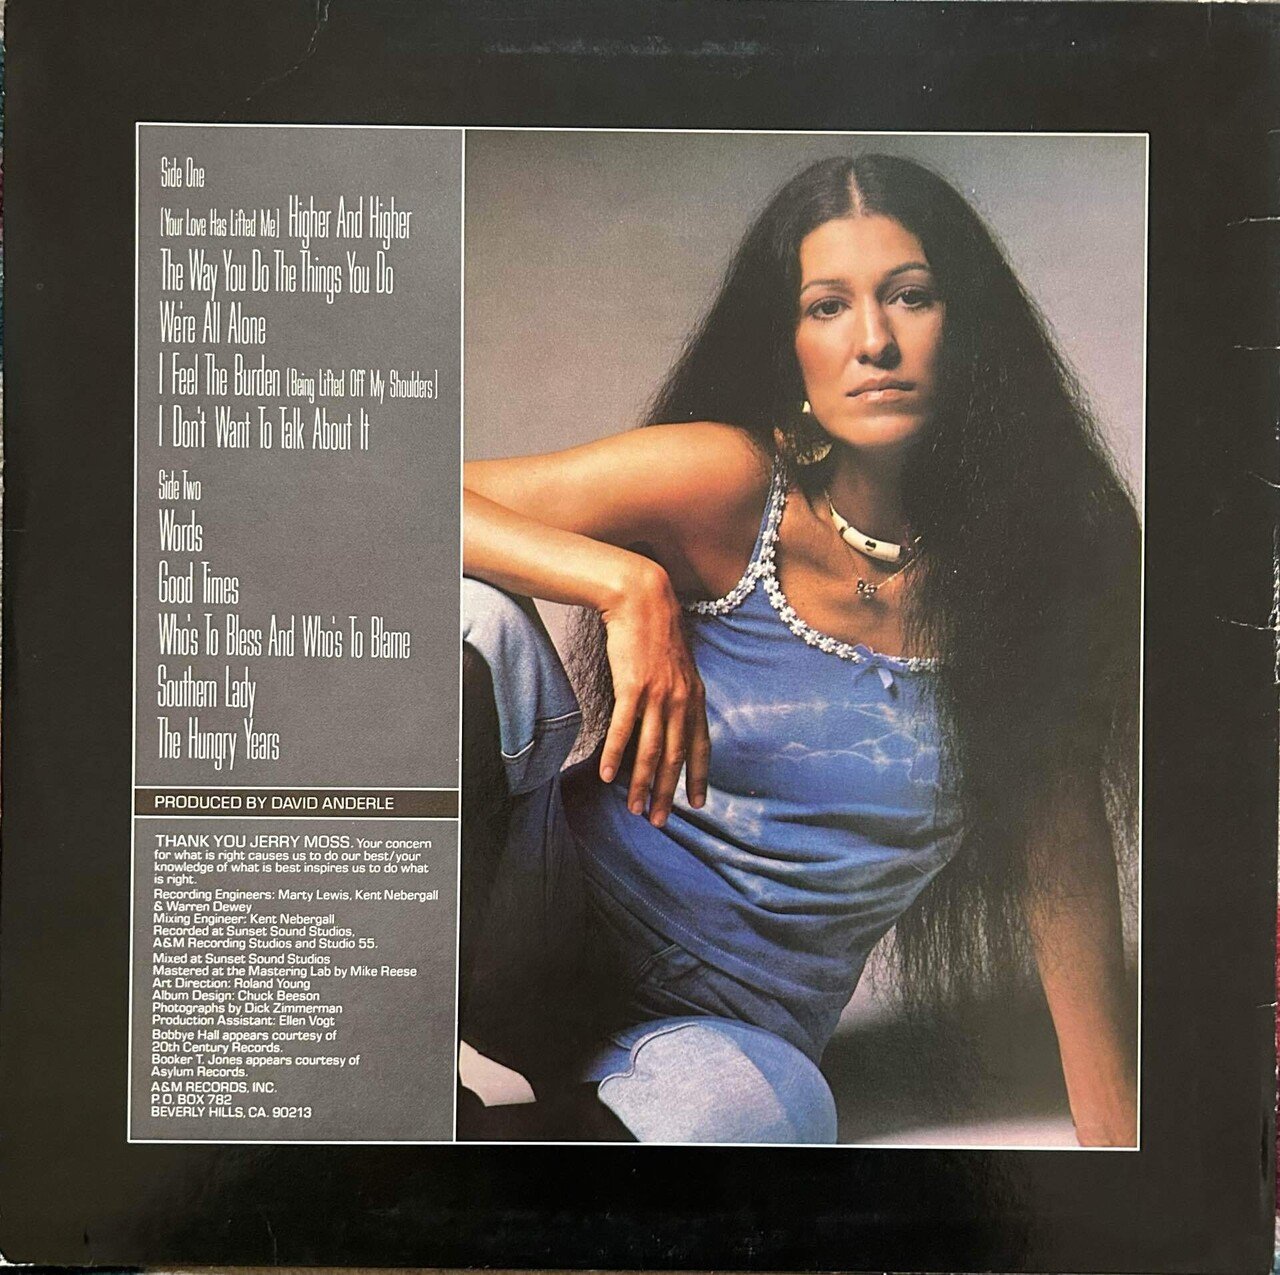 Side One
(Your Love Has Lifted Me) Higher And Higher
The Way You Do The Things You Do
We're All Alone
I Feel The Burden (Being Lifted Off My Shoulders)
I Don't Want To Talk About It
Side Two
Words
Good Times
Who's To Bless And Who's To Blame
Southern Lady
The Hungry Years
PRODUCED BY DAVID ANDERLE
THANK YOU JERRY MOSS. Your concern
for what is right causes us to do our best/your
knowledge of what is best inspires us to do what
is right.
Recording Engineers: Marty Lewis, Kent Nebergall
& Warren Dewey
Mixing Engineer: Kent Nebergall
Recorded at Sunset Sound Studios,
A&M Recording Studios and Studio 55.
Mixed at Sunset Sound Studios
Mastered at the Mastering Lab by Mike Reese
Art Direction: Roland Young
Album Design: Chuck Beeson
Photographs by Dick Zimmerman
Production Assistant: Ellen Vogt
Bobbye Hall appears courtesy of
20th Century Records.
Booker T. Jones appears courtesy of
Asylum Records.
A&M RECORDS, INC.
P.O. BOX 782
BEVERLY HILLS, CA. 90213